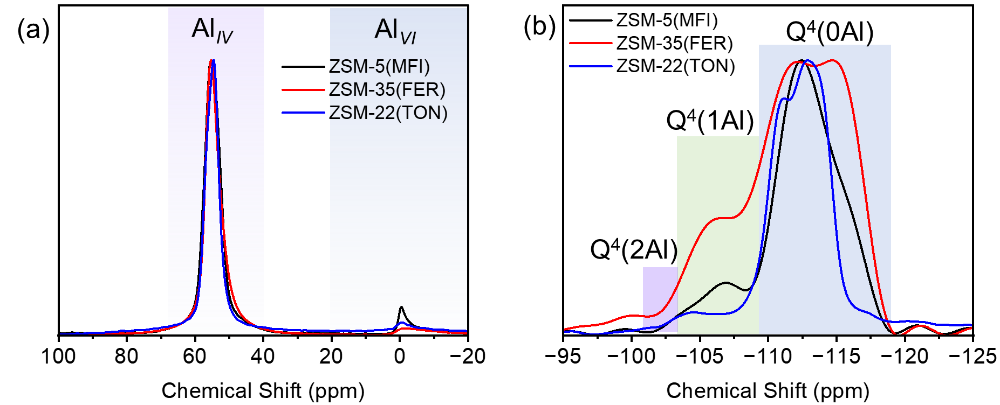 (a)
Al_IV
Al_VI
ZSM-5(MFI)
ZSM-35(FER)
ZSM-22(TON)
100 80 60 40 20 0 −20
Chemical Shift (ppm)
(b)
ZSM-5(MFI)
ZSM-35(FER)
ZSM-22(TON)
Q⁴(0Al)
Q⁴(1Al)
Q⁴(2Al)
−95 −100 −105 −110 −115 −120 −125
Chemical Shift (ppm)